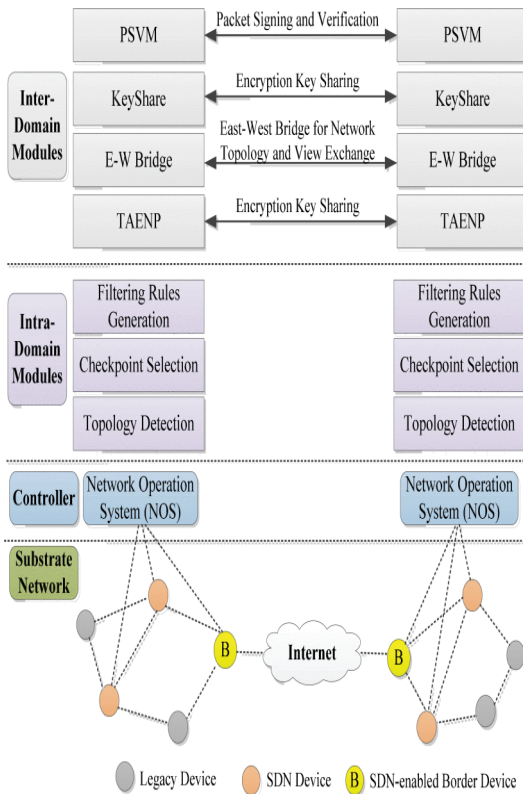 PSVM
Packet Signing and Verification
PSVM
Inter-
Domain
Modules
KeyShare
Encryption Key Sharing
KeyShare
E-W Bridge
East-West Bridge for Network
Topology and View Exchange
E-W Bridge
TAENP
Encryption Key Sharing
TAENP
Intra-
Domain
Modules
Filtering Rules
Generation
Filtering Rules
Generation
Checkpoint Selection
Checkpoint Selection
Topology Detection
Topology Detection
Controller
Network Operation
System (NOS)
Network Operation
System (NOS)
Substrate
Network
B
Internet
B
Legacy Device
SDN Device
B
SDN-enabled Border Device